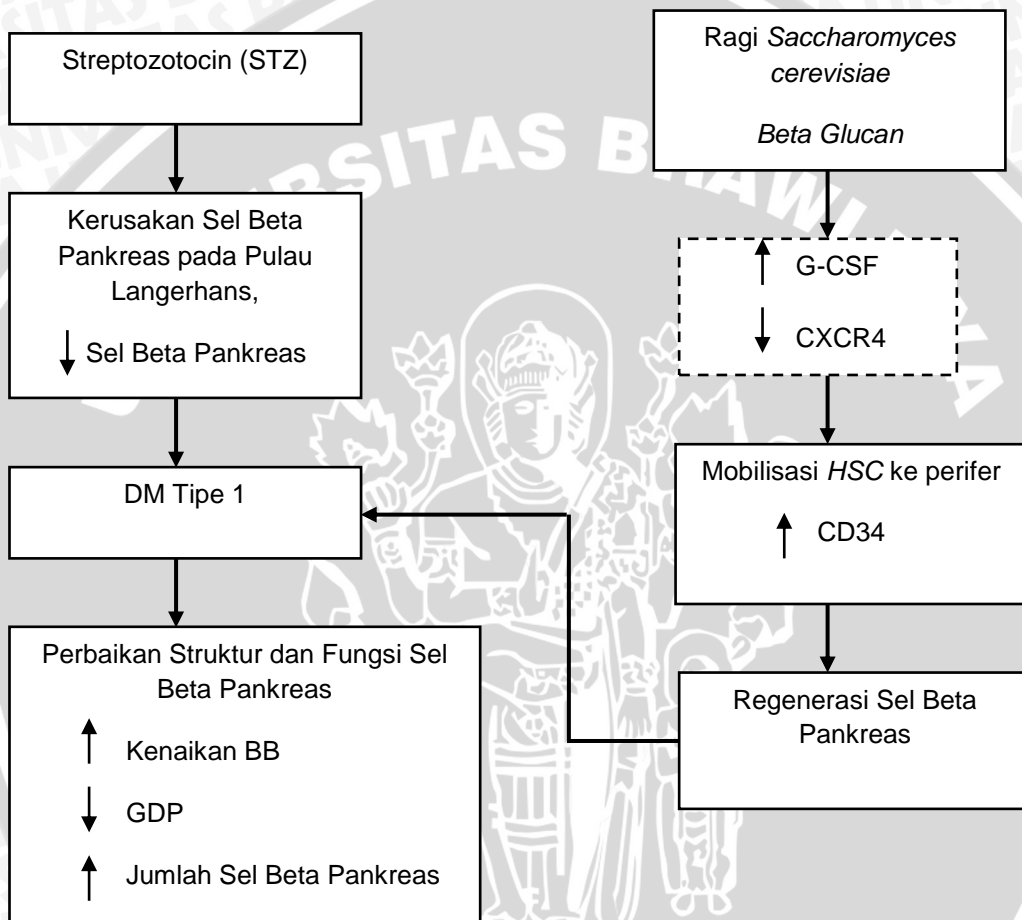 Streptozotocin (STZ)
Kerusakan Sel Beta
Pankreas pada Pulau
Langerhans,
↓ Sel Beta Pankreas
DM Tipe 1
Perbaikan Struktur dan Fungsi Sel
Beta Pankreas
↑ Kenaikan BB
↓ GDP
↑ Jumlah Sel Beta Pankreas
Ragi Saccharomyces
cerevisiae
Beta Glucan
↑ G-CSF
↓ CXCR4
Mobilisasi HSC ke perifer
↑ CD34
Regenerasi Sel Beta
Pankreas